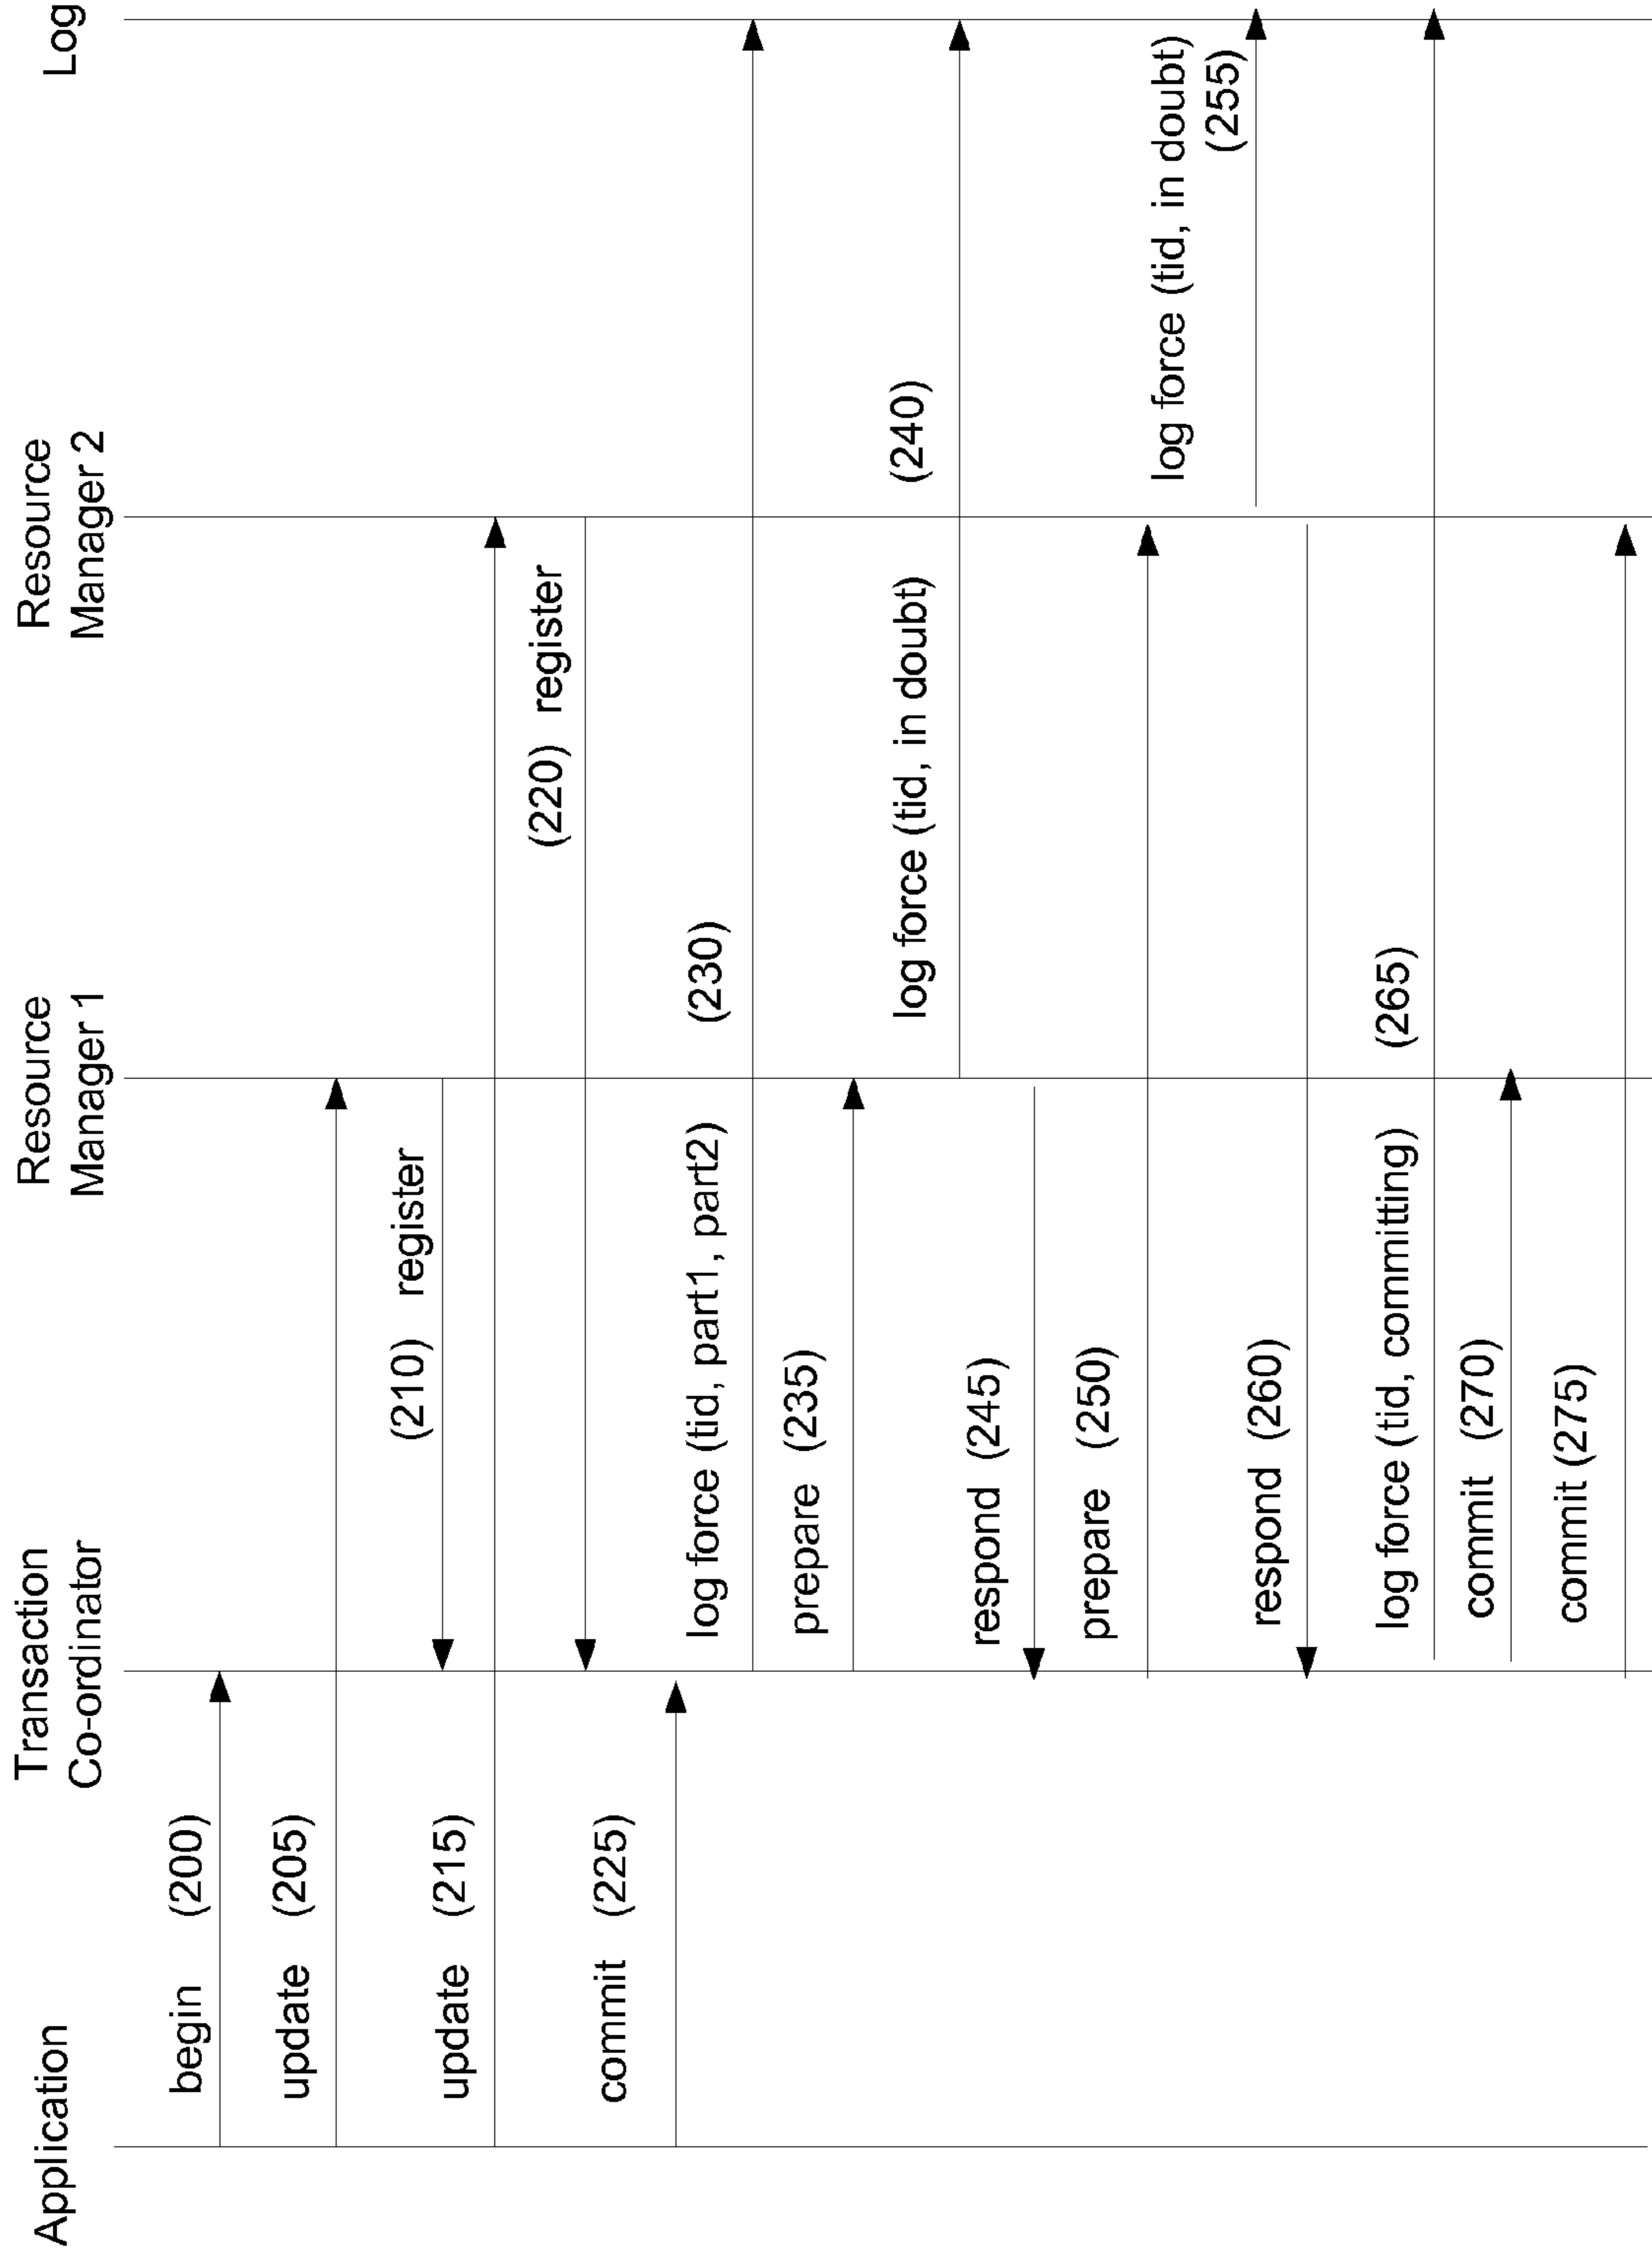 Application
Transaction
Co-ordinator
Resource
Manager 1
Resource
Manager 2
Log
begin (200)
update (205)
(210) register
update (215)
(220) register
commit (225)
log force (tid, part1, part2) (230)
prepare (235)
log force (tid, in doubt) (240)
respond (245)
prepare (250)
log force (tid, in doubt)
(255)
respond (260)
log force (tid, committing) (265)
commit (270)
commit (275)